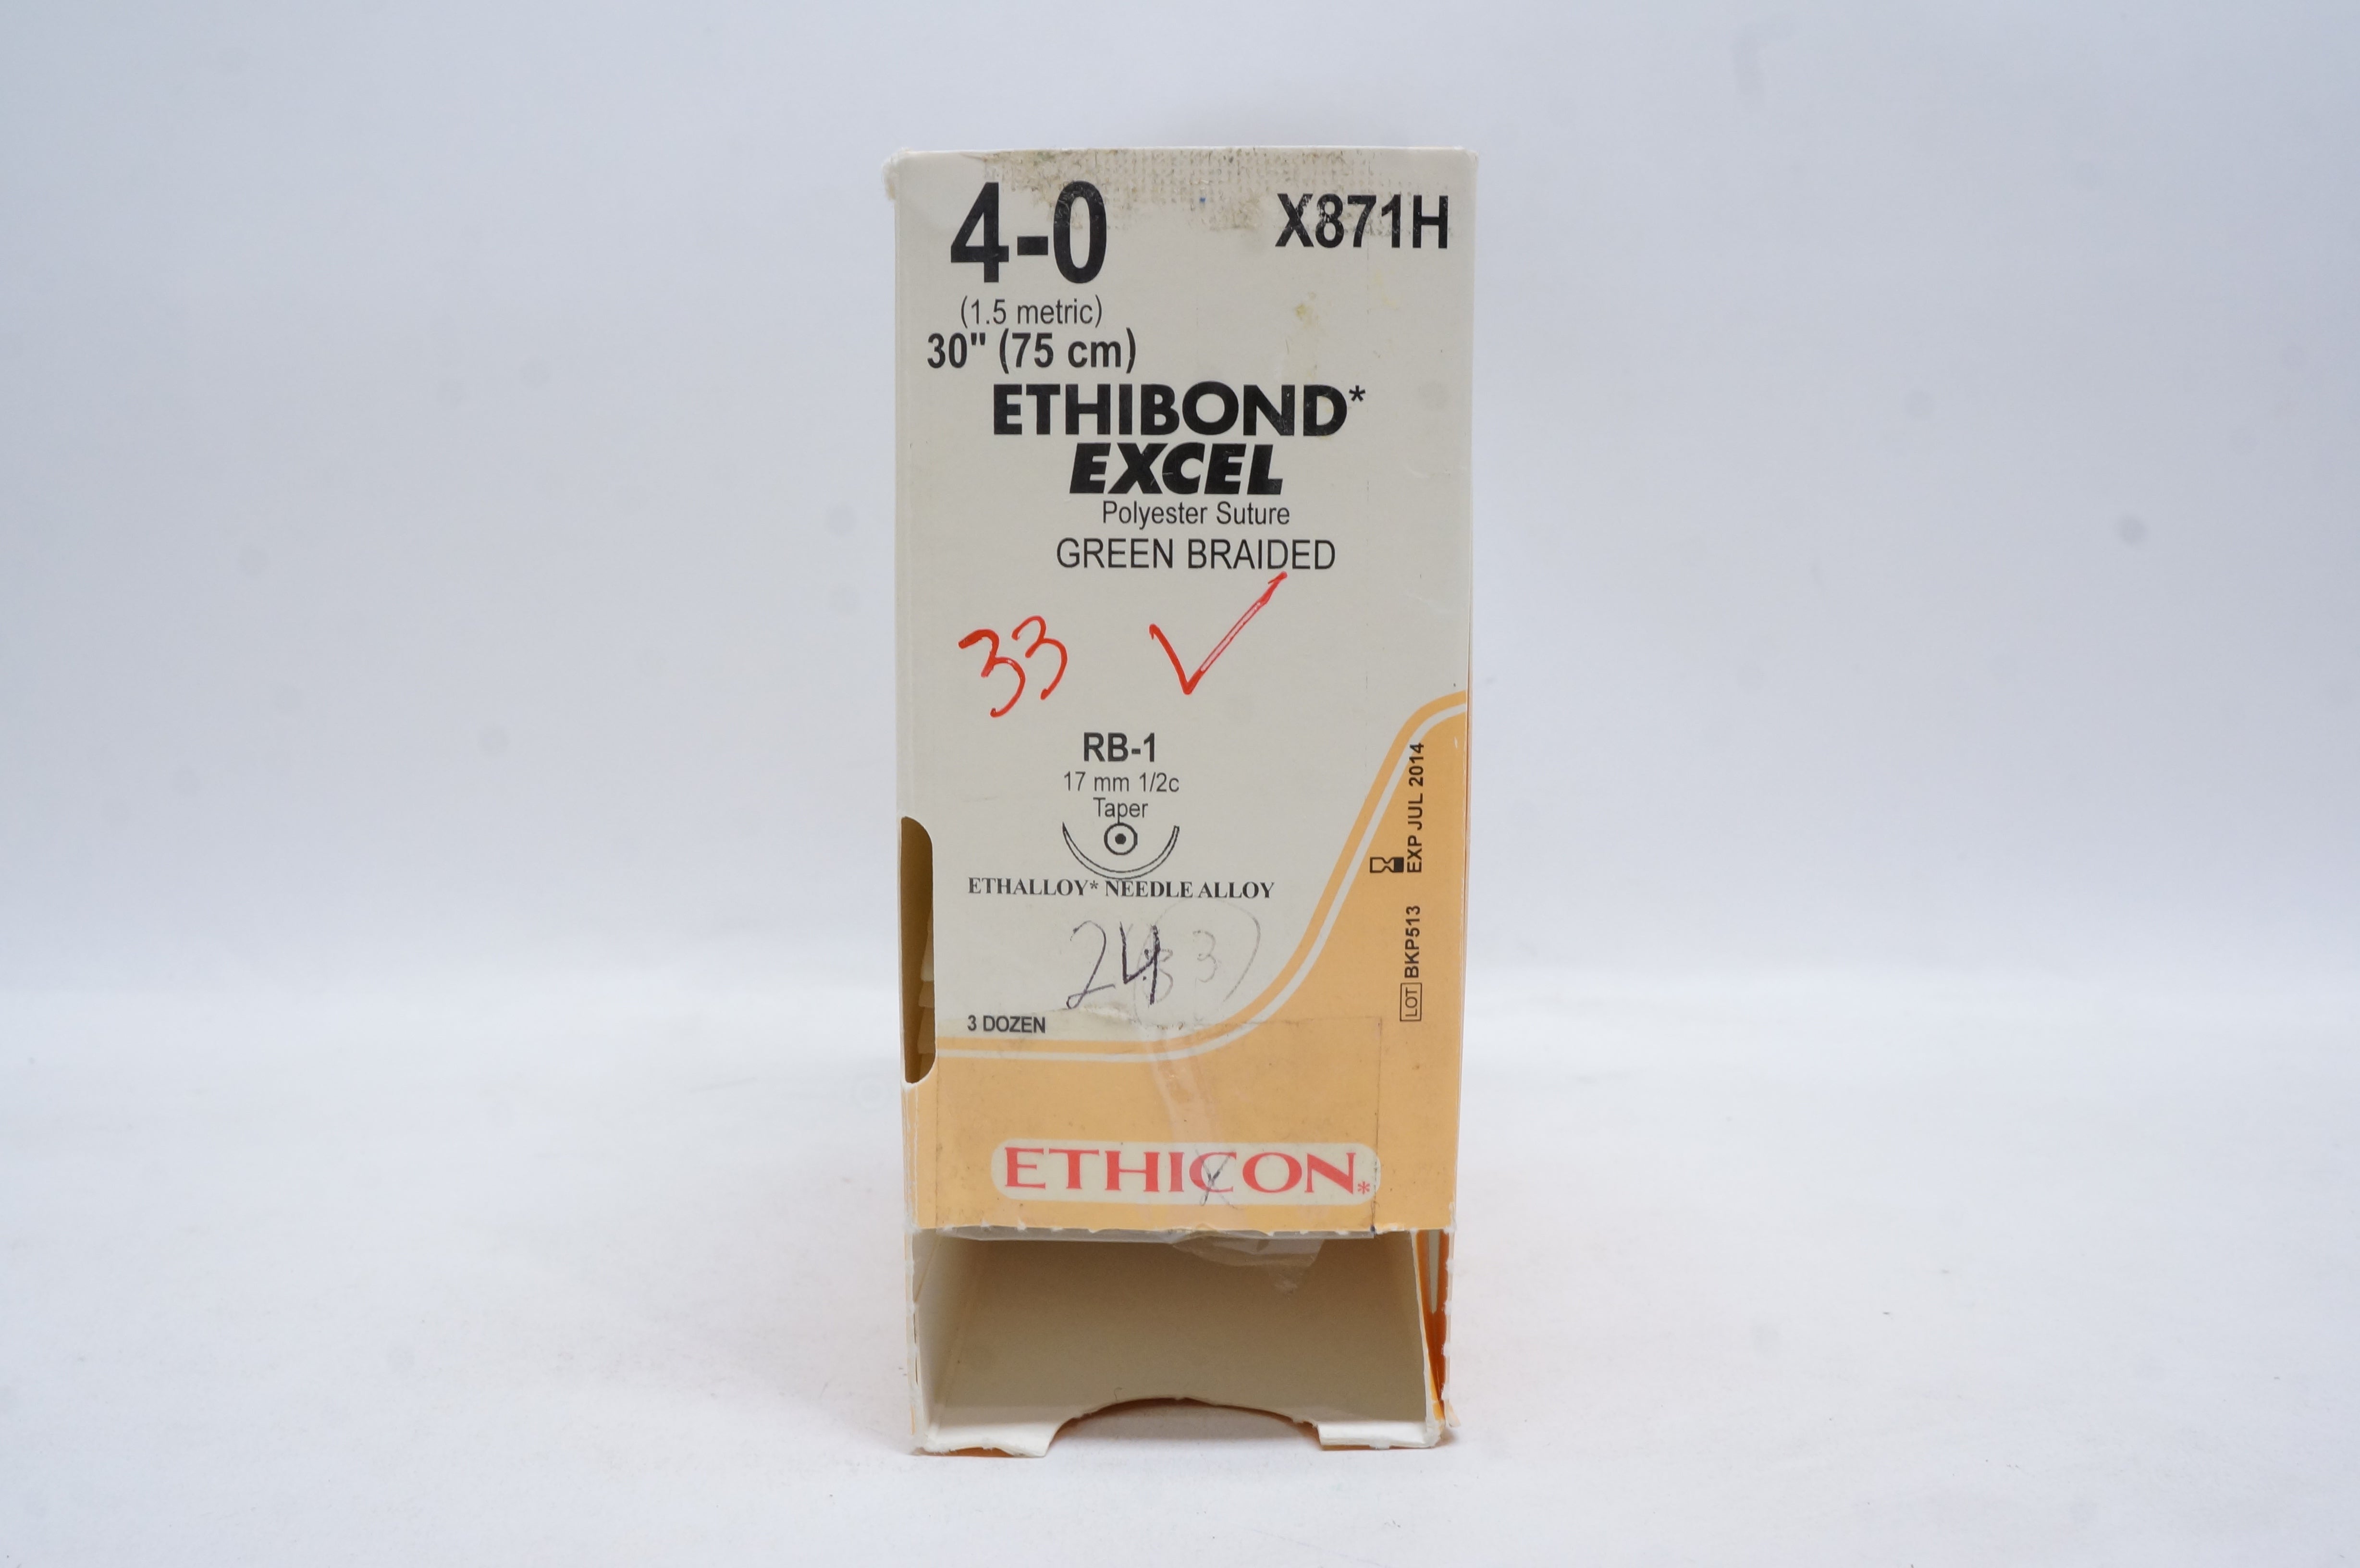 4-0
X871H
(1.5 metric)
30" (75 cm)
ETHIBOND*
EXCEL
Polyester Suture
GREEN BRAIDED
33 ✓
RB-1
17 mm 1/2c
Taper
ETHALLOY* NEEDLE ALLOY
24
3 DOZEN
EXP JUL 2014
LOT BKP513
ETHICON*